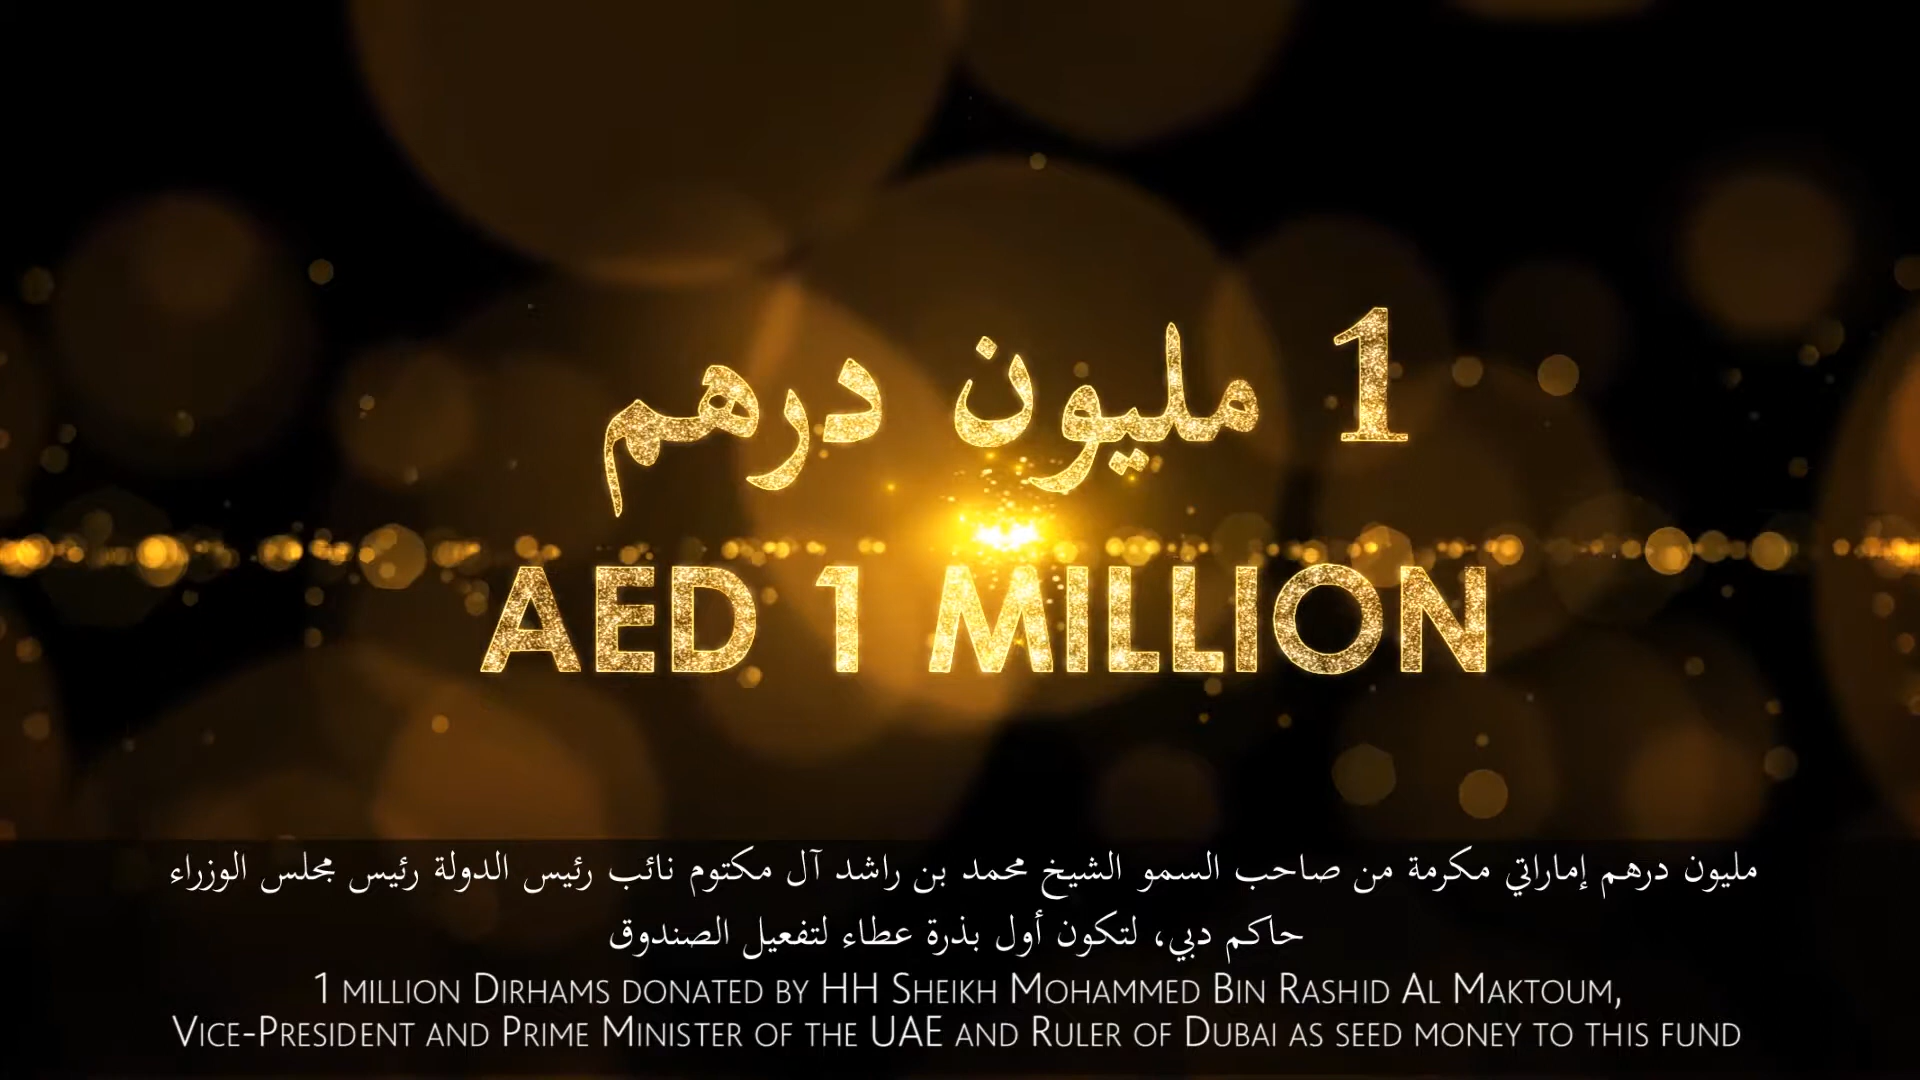 1 مليون درهم
AED 1 MILLION
مليون درهم إماراتي مكرمة من صاحب السمو الشيخ محمد بن راشد آل مكتوم نائب رئيس الدولة رئيس مجلس الوزراء
حاكم دبي، لتكون أول بذرة عطاء لتفعيل الصندوق
1 MILLION DIRHAMS DONATED BY HH SHEIKH MOHAMMED BIN RASHID AL MAKTOUM,
VICE-PRESIDENT AND PRIME MINISTER OF THE UAE AND RULER OF DUBAI AS SEED MONEY TO THIS FUND